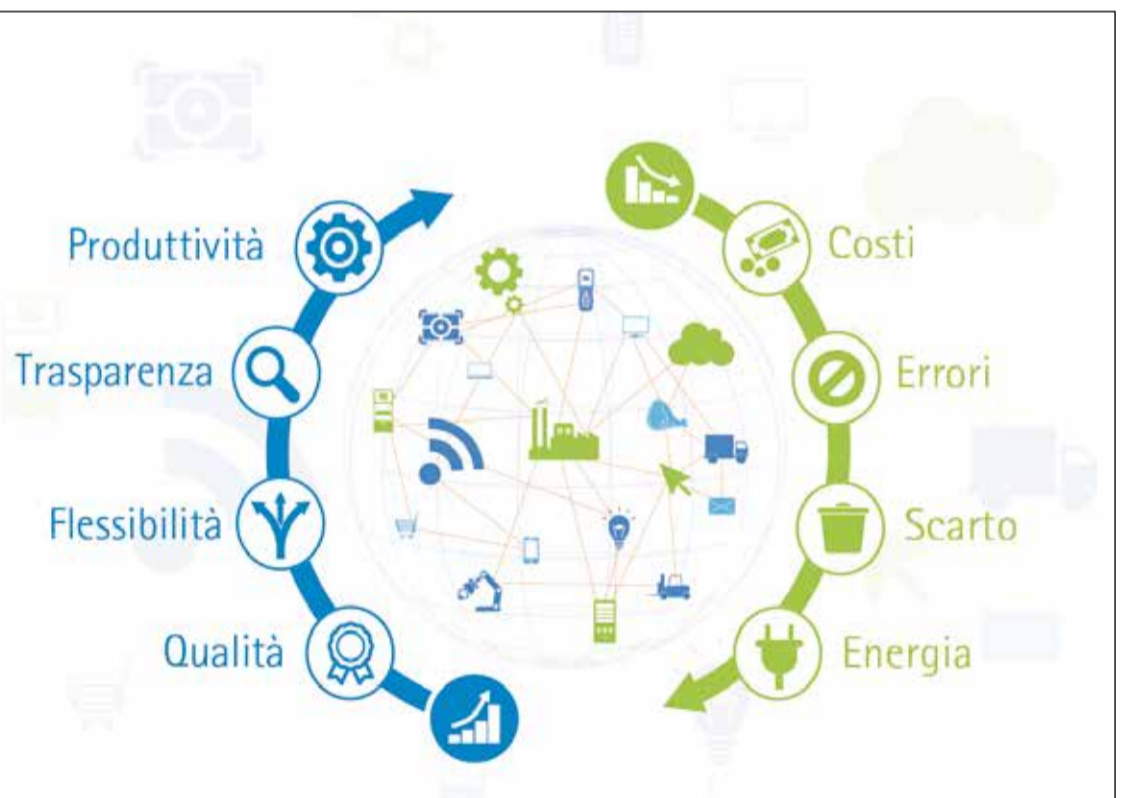 Produttività
Trasparenza
Flessibilità
Qualità
Costi
Errori
Scarto
Energia